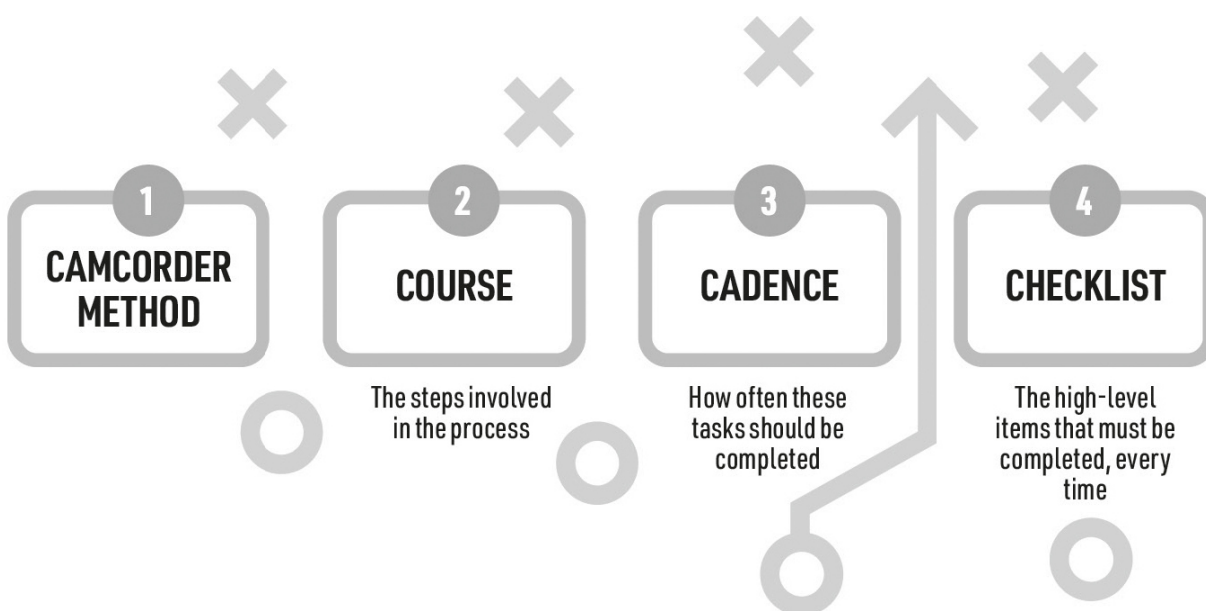 1
CAMCORDER
METHOD
2
COURSE
The steps involved
in the process
3
CADENCE
How often these
tasks should be
completed
4
CHECKLIST
The high-level
items that must be
completed, every
time